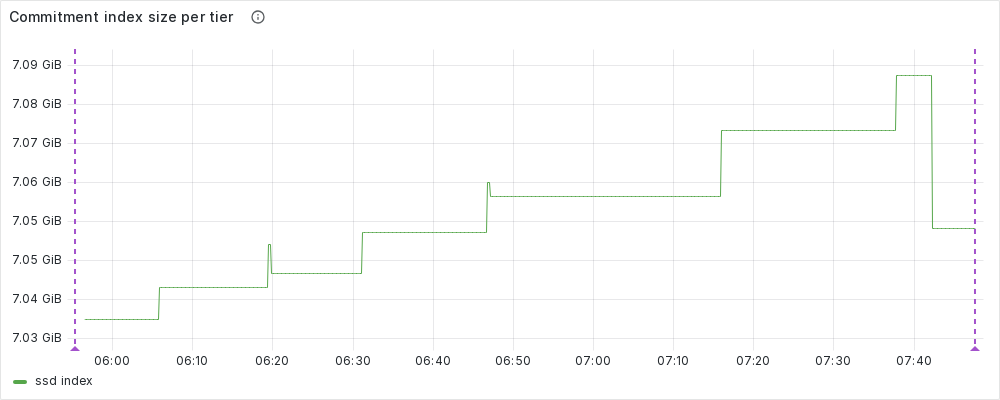 Commitment index size per tier
7.09 GiB
7.08 GiB
7.07 GiB
7.06 GiB
7.05 GiB
7.05 GiB
7.04 GiB
7.03 GiB
06:00 06:10 06:20 06:30 06:40 06:50 07:00 07:10 07:20 07:30 07:40
ssd index